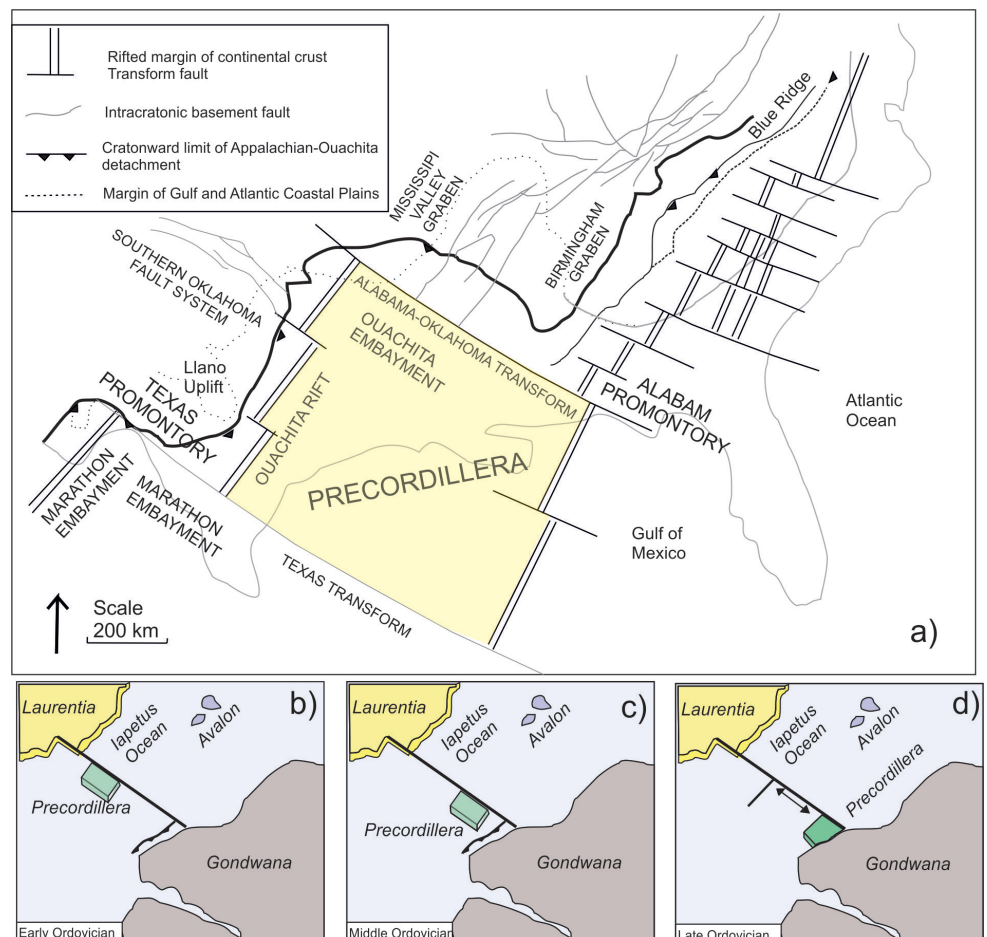 Rifted margin of continental crust
Transform fault
Intracratonic basement fault
Cratonward limit of Appalachian-Ouachita
detachment
Margin of Gulf and Atlantic Coastal Plains
Blue Ridge
MISSISSIPI
VALLEY
GRABEN
BIRMINGHAM
GRABEN
SOUTHERN OKLAHOMA
FAULT SYSTEM
ALABAMA-OKLAHOMA TRANSFORM
OUACHITA
EMBAYMENT
Llano
Uplift
TEXAS
PROMONTORY
OUACHITA RIFT
ALABAM
PROMONTORY
Atlantic
Ocean
PRECORDILLERA
MARATHON
EMBAYMENT
MARATHON
EMBAYMENT
Gulf of
Mexico
TEXAS TRANSFORM
Scale
200 km
a)
b)
Laurentia
Iapetus
Ocean
Avalon
Precordillera
Gondwana
Early Ordovician
c)
Laurentia
Iapetus
Ocean
Avalon
Precordillera
Gondwana
Middle Ordovician
d)
Laurentia
Iapetus
Ocean
Avalon
Precordillera
Gondwana
Late Ordovician